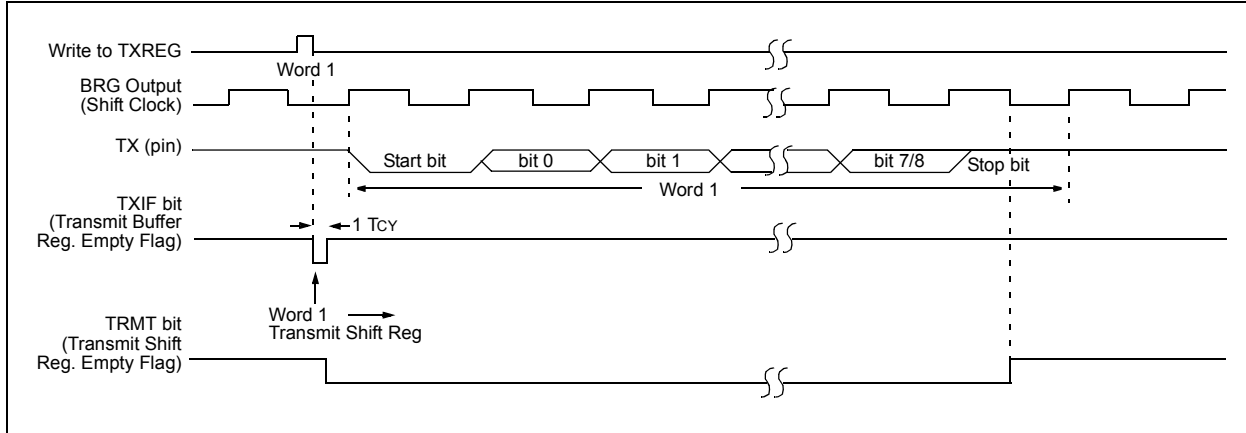 Write to TXREG
Word 1
BRG Output
(Shift Clock)
TX (pin)
Start bit
bit 0
bit 1
bit 7/8
Stop bit
Word 1
TXIF bit
(Transmit Buffer
Reg. Empty Flag)
1 TCY
Word 1
Transmit Shift Reg
TRMT bit
(Transmit Shift
Reg. Empty Flag)